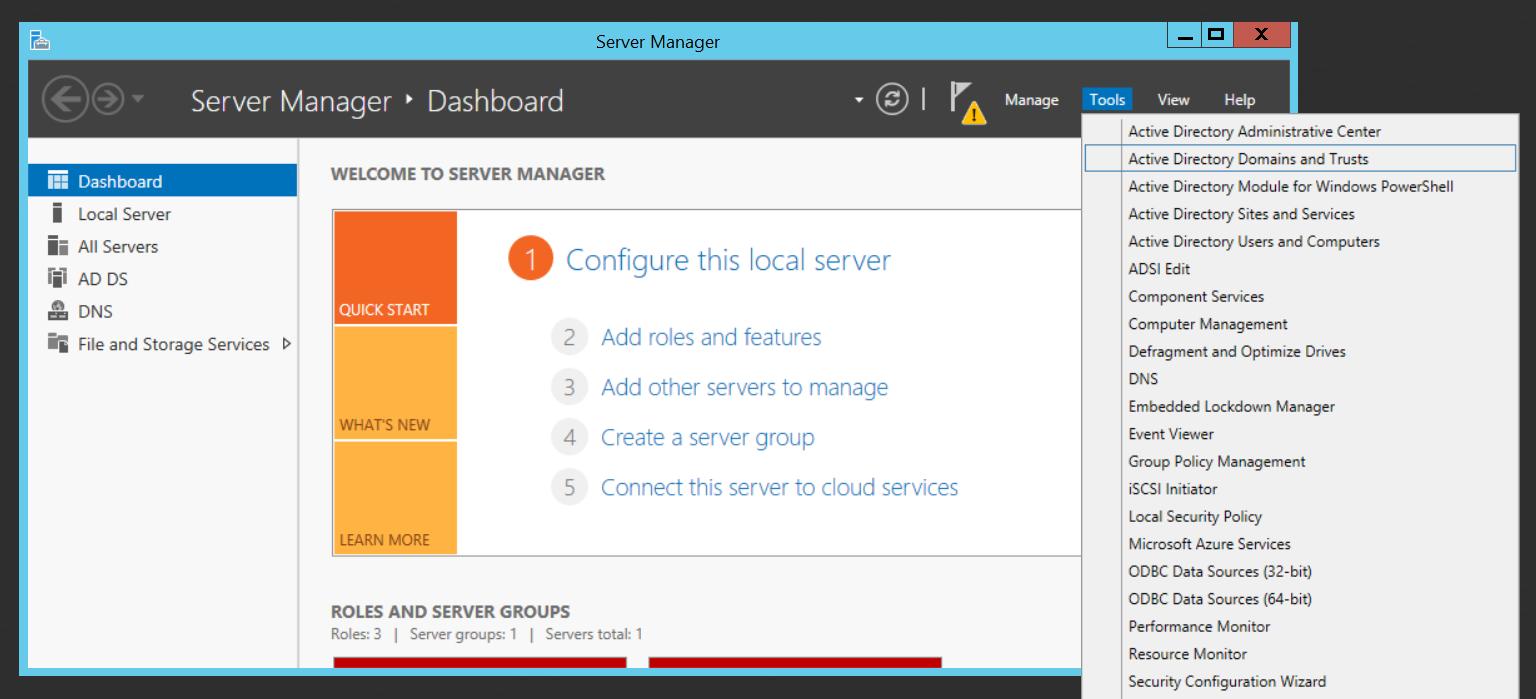 Server Manager
X
Server Manager ‣ Dashboard
Manage
Tools
View
Help
Dashboard
Local Server
All Servers
AD DS
DNS
File and Storage Services
WELCOME TO SERVER MANAGER
QUICK START
WHAT'S NEW
LEARN MORE
1 Configure this local server
2 Add roles and features
3 Add other servers to manage
4 Create a server group
5 Connect this server to cloud services
ROLES AND SERVER GROUPS
Roles: 3 | Server groups: 1 | Servers total: 1
Active Directory Administrative Center
Active Directory Domains and Trusts
Active Directory Module for Windows PowerShell
Active Directory Sites and Services
Active Directory Users and Computers
ADSI Edit
Component Services
Computer Management
Defragment and Optimize Drives
DNS
Embedded Lockdown Manager
Event Viewer
Group Policy Management
iSCSI Initiator
Local Security Policy
Microsoft Azure Services
ODBC Data Sources (32-bit)
ODBC Data Sources (64-bit)
Performance Monitor
Resource Monitor
Security Configuration Wizard